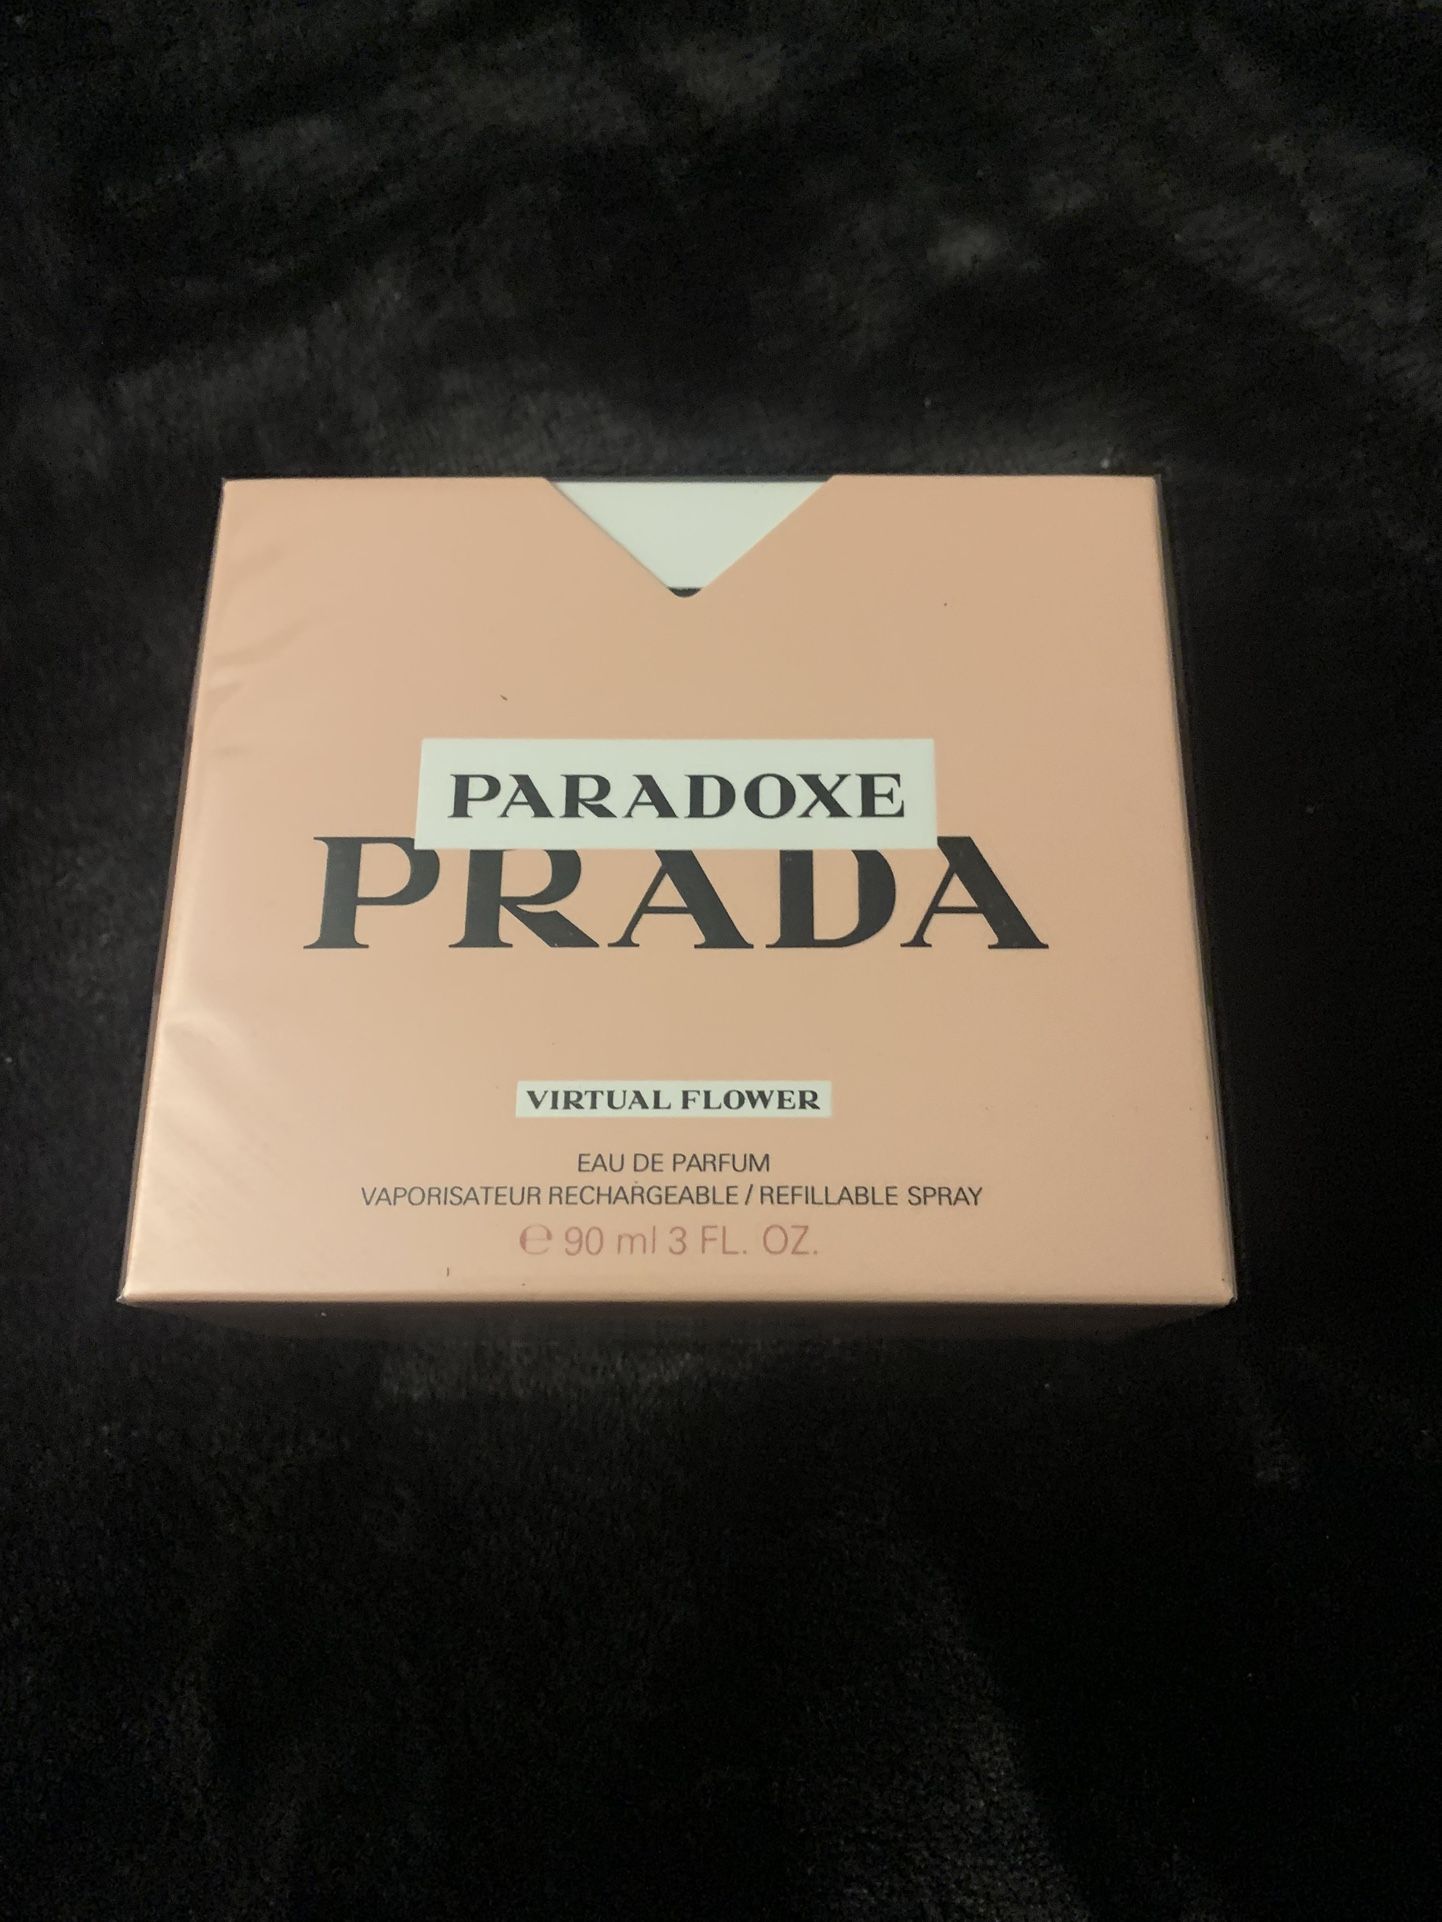 PARADOXE
PRADA
VIRTUAL FLOWER
EAU DE PARFUM
VAPORISATEUR RECHARGEABLE / REFILLABLE SPRAY
℮ 90 ml 3 FL. OZ.